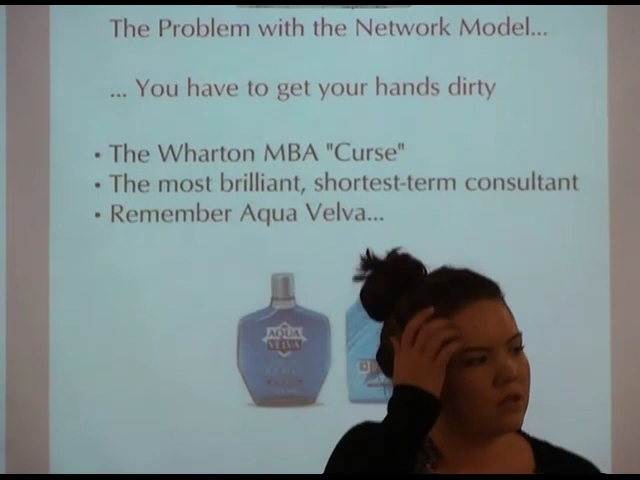 The Problem with the Network Model...
... You have to get your hands dirty
• The Wharton MBA "Curse"
• The most brilliant, shortest-term consultant
• Remember Aqua Velva...
AQUA
VELVA